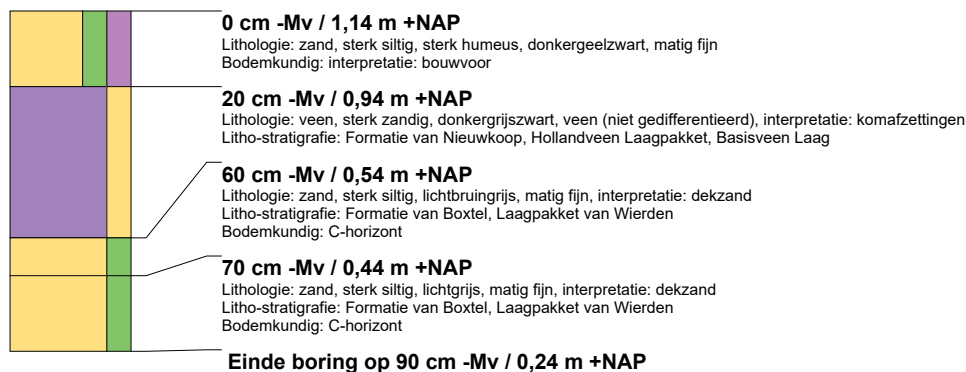 0 cm -Mv / 1,14 m +NAP
Lithologie: zand, sterk siltig, sterk humeus, donkergeelzwart, matig fijn
Bodemkundig: interpretatie: bouwvoor
20 cm -Mv / 0,94 m +NAP
Lithologie: veen, sterk zandig, donkergrijszwart, veen (niet gedifferentieerd), interpretatie: komafzettingen
Litho-stratigrafie: Formatie van Nieuwkoop, Hollandveen Laagpakket, Basisveen Laag
60 cm -Mv / 0,54 m +NAP
Lithologie: zand, sterk siltig, lichtbruingrijs, matig fijn, interpretatie: dekzand
Litho-stratigrafie: Formatie van Boxtel, Laagpakket van Wierden
Bodemkundig: C-horizont
70 cm -Mv / 0,44 m +NAP
Lithologie: zand, sterk siltig, lichtgrijs, matig fijn, interpretatie: dekzand
Litho-stratigrafie: Formatie van Boxtel, Laagpakket van Wierden
Bodemkundig: C-horizont
Einde boring op 90 cm -Mv / 0,24 m +NAP